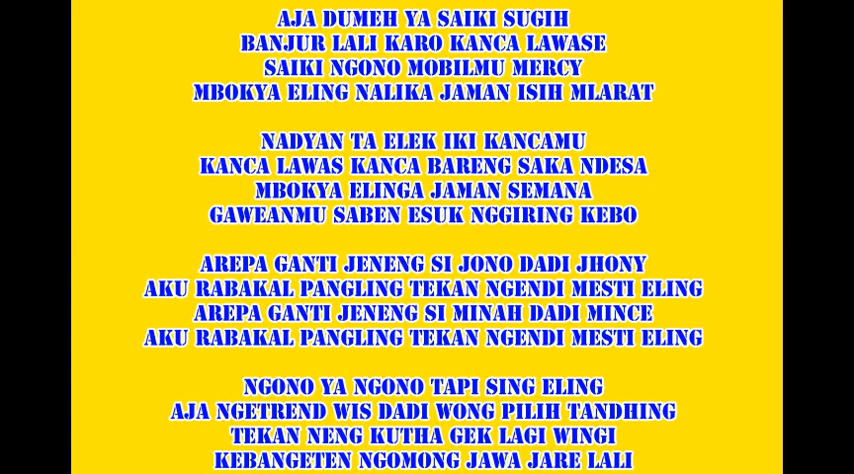 AJA DUMEH YA SAIKI SUGIH
BANJUR LALI KARO KANCA LAWASE
SAIKI NGONO MOBILMU MERCY
MBOKYA ELING NALIKA JAMAN ISIH MLARAT
NADYAN TA ELEK IKI KANCAMU
KANCA LAWAS KANCA BARENG SAKA NDESA
MBOKYA ELINGA JAMAN SEMANA
GAWEANMU SABEN ESUK NGGIRING KEBO
AREPA GANTI JENENG SI JONO DADI JHONY
AKU RABAKAL PANGLING TEKAN NGENDI MESTI ELING
AREPA GANTI JENENG SI MINAH DADI MINCE
AKU RABAKAL PANGLING TEKAN NGENDI MESTI ELING
NGONO YA NGONO TAPI SING ELING
AJA NGETREND WIS DADI WONG PILIH TANDHING
TEKAN NENG KUTHA GEK LAGI WINGI
KEBANGETEN NGOMONG JAWA JARE LALI